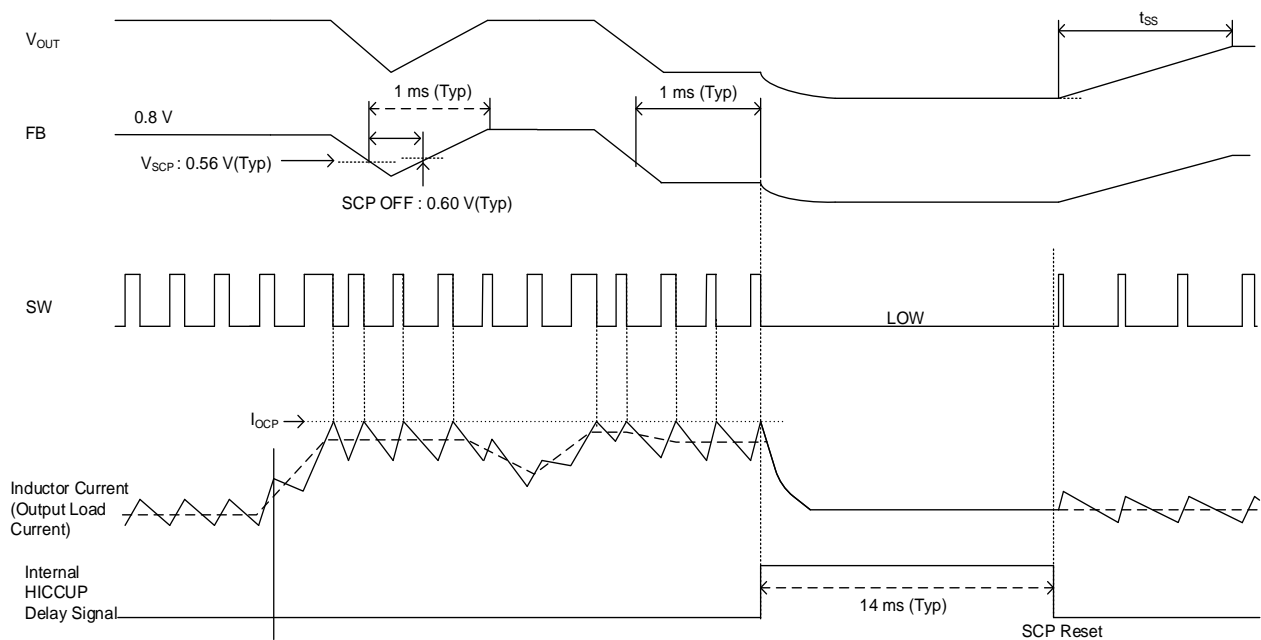 tSS
VOUT
1 ms (Typ)
1 ms (Typ)
0.8 V
FB
VSCP : 0.56 V(Typ)
SCP OFF : 0.60 V(Typ)
SW
LOW
IOCP
Inductor Current
(Output Load
Current)
Internal
HICCUP
Delay Signal
14 ms (Typ)
SCP Reset